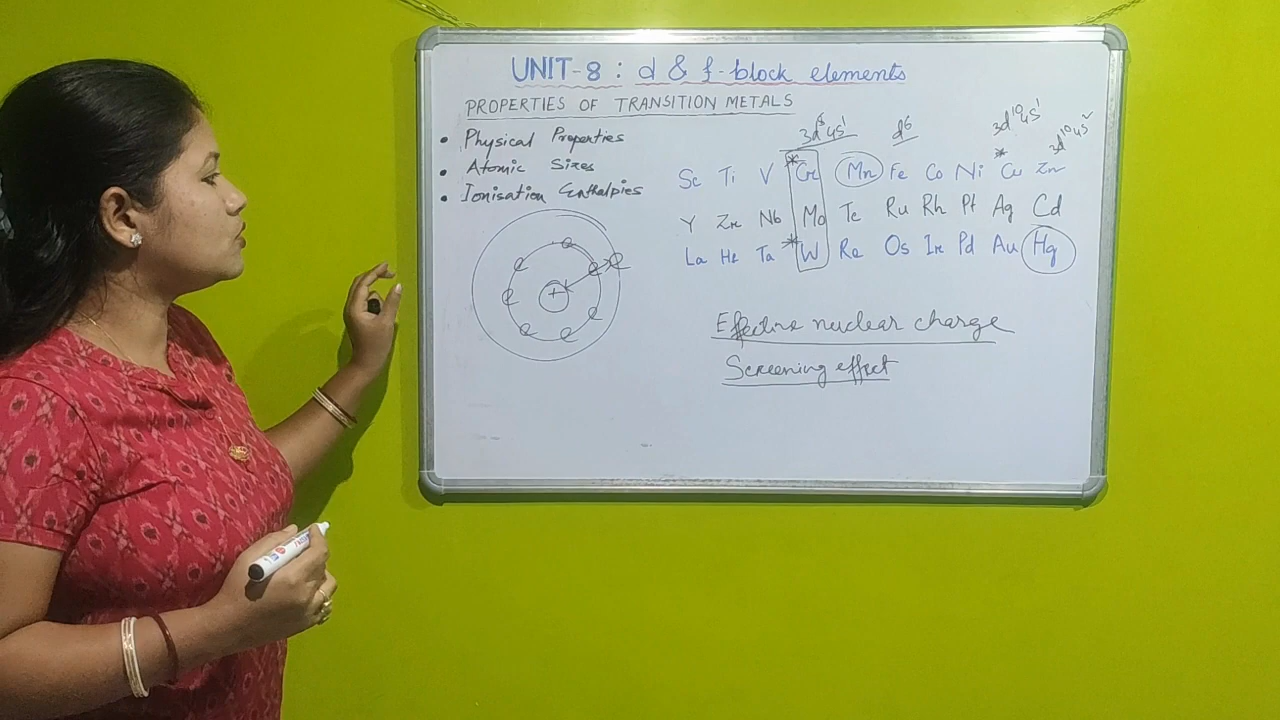 UNIT-8 : d & f-block elements
PROPERTIES OF TRANSITION METALS
• Physical Properties
• Atomic Sizes
• Ionisation Enthalpies
3d⁵4s¹ d⁶ 3d¹⁰4s¹ 3d¹⁰4s²
Sc Ti V *Cr Mn Fe Co Ni *Cu Zn
Y Zr Nb Mo Tc Ru Rh Pt Ag Cd
La Hf Ta *W Re Os Ir Pd Au Hg
+
e e e e e e e e
Effective nuclear charge
Screening effect